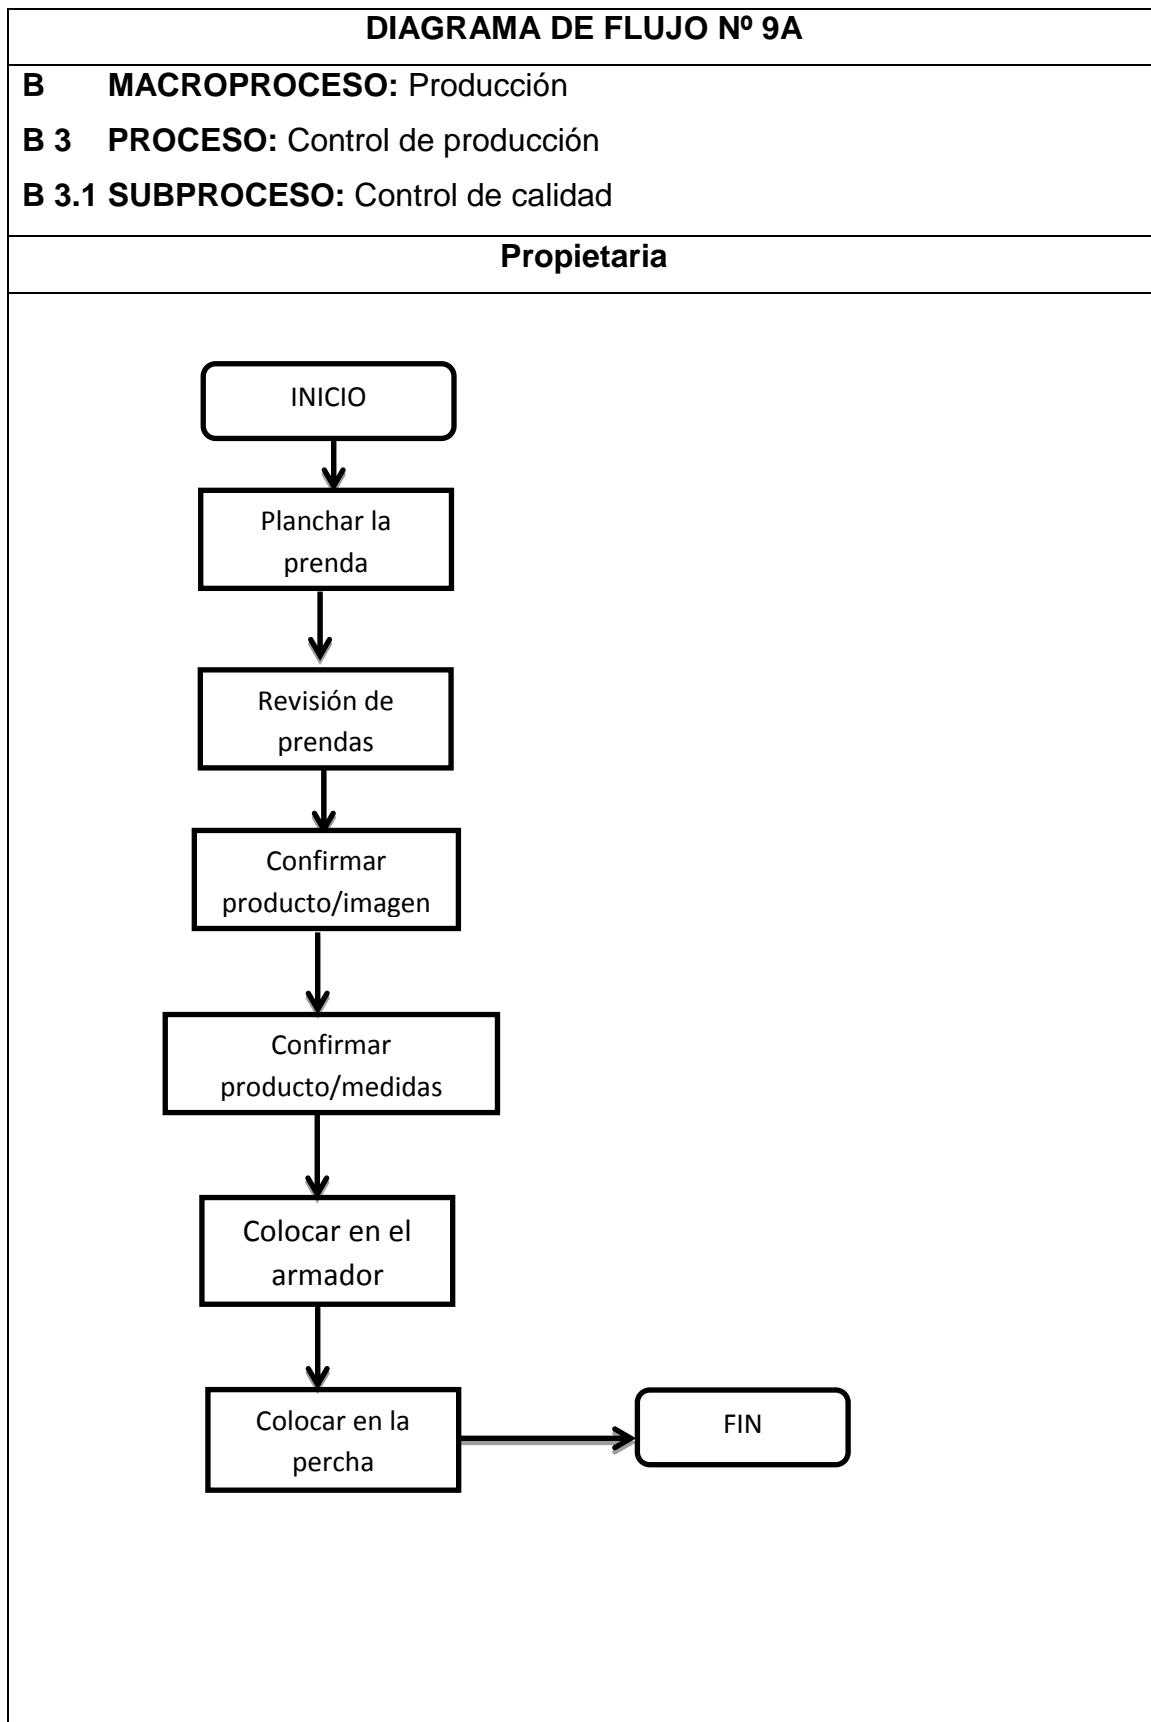 DIAGRAMA DE FLUJO Nº 9A
B MACROPROCESO: Producción
B 3 PROCESO: Control de producción
B 3.1 SUBPROCESO: Control de calidad
Propietaria
INICIO
Planchar la
prenda
Revisión de
prendas
Confirmar
producto/imagen
Confirmar
producto/medidas
Colocar en el
armador
Colocar en la
percha
FIN